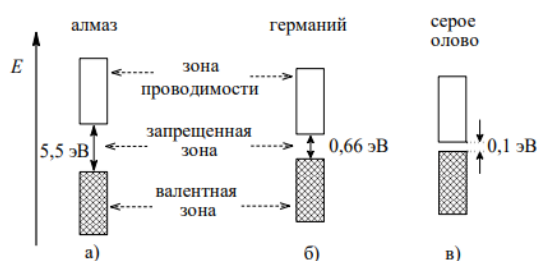 алмаз
германий
серое
олово
E
зона
проводимости
5,5 эВ
запрещенная
зона
0,66 эВ
0,1 эВ
валентная
зона
а)
б)
в)